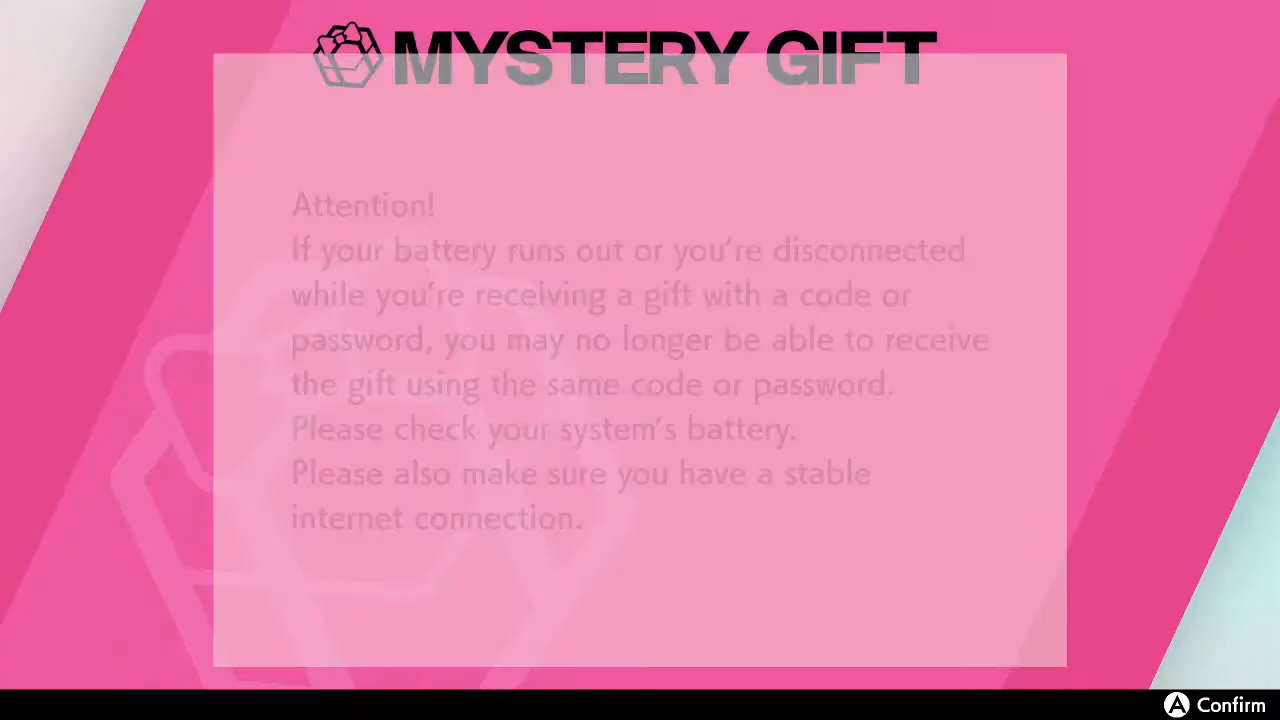 MYSTERY GIFT
Attention!
If your battery runs out or you’re disconnected
while you’re receiving a gift with a code or
password, you may no longer be able to receive
the gift using the same code or password.
Please check your system’s battery.
Please also make sure you have a stable
internet connection.
A Confirm